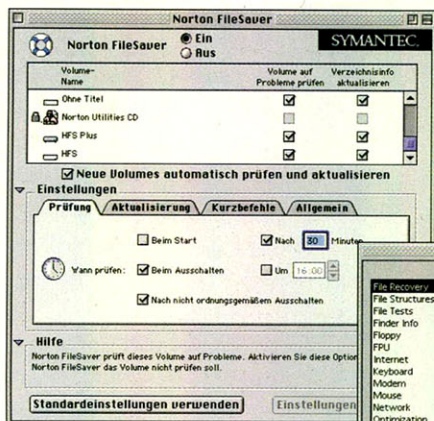 Norton FileSaver
Norton FileSaver
Ein
Aus
SYMANTEC.
Volume-
Name
Volume auf
Probleme prüfen
Verzeichnisinfo
aktualisieren
Ohne Titel
Norton Utilities CD
HFS Plus
HFS
Neue Volumes automatisch prüfen und aktualisieren
Einstellungen
Prüfung
Aktualisierung
Kurzbefehle
Allgemein
Wann prüfen:
Beim Start
Nach 30 Minuten
Beim Ausschalten
Um 16:00
Nach nicht ordnungsgemäßem Ausschalten
Hilfe
Norton FileSaver prüft dieses Volume auf Probleme. Aktivieren Sie diese Option
Norton FileSaver das Volume nicht prüfen soll.
Standardeinstellungen verwenden
Einstellungen
File Recovery
File Structures
File Tests
Finder Info
Floppy
FPU
Internet
Keyboard
Modem
Mouse
Network
Optimization